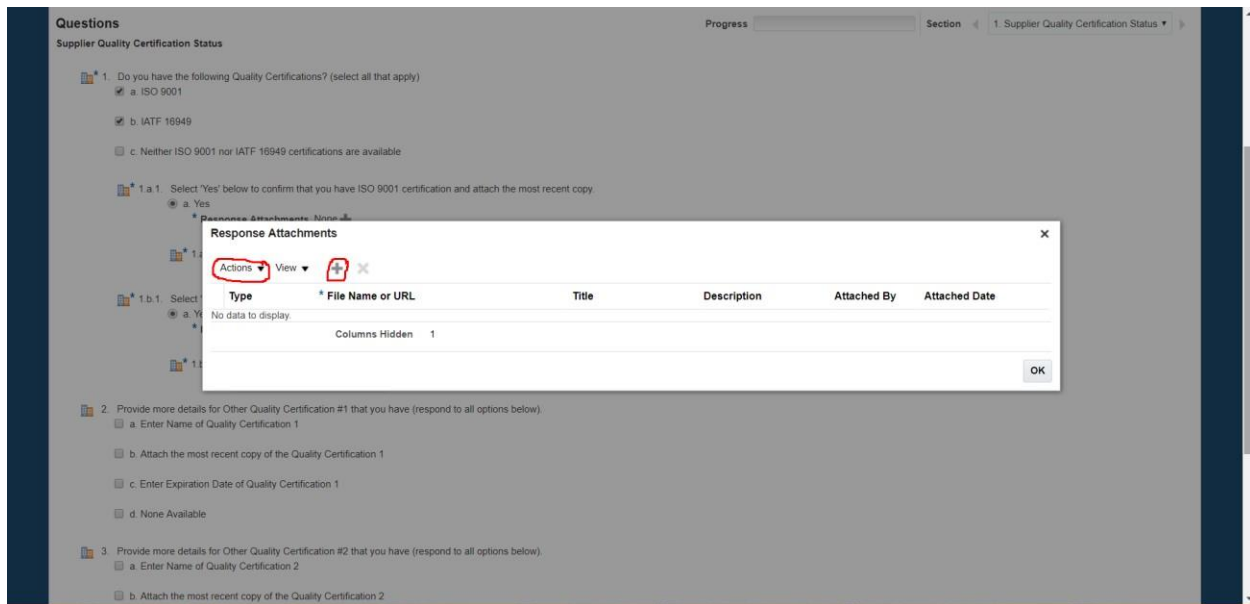 Questions
Progress
Section
1. Supplier Quality Certification Status
Supplier Quality Certification Status
* 1. Do you have the following Quality Certifications? (select all that apply)
a. ISO 9001
b. IATF 16949
c. Neither ISO 9001 nor IATF 16949 certifications are available
* 1.a.1. Select 'Yes' below to confirm that you have ISO 9001 certification and attach the most recent copy.
a. Yes
* Response Attachments None
Response Attachments
Actions View
Type * File Name or URL Title Description Attached By Attached Date
No data to display.
Columns Hidden 1
OK
* 1.b.1. Select
a.
2. Provide more details for Other Quality Certification #1 that you have (respond to all options below).
a. Enter Name of Quality Certification 1
b. Attach the most recent copy of the Quality Certification 1
c. Enter Expiration Date of Quality Certification 1
d. None Available
3. Provide more details for Other Quality Certification #2 that you have (respond to all options below).
a. Enter Name of Quality Certification 2
b. Attach the most recent copy of the Quality Certification 2